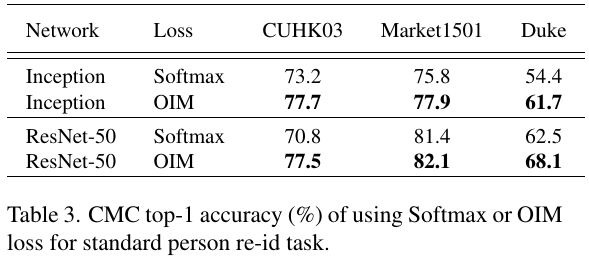 Network Loss CUHK03 Market1501 Duke
Inception Softmax 73.2 75.8 54.4
Inception OIM 77.7 77.9 61.7
ResNet-50 Softmax 70.8 81.4 62.5
ResNet-50 OIM 77.5 82.1 68.1
Table 3. CMC top-1 accuracy (%) of using Softmax or OIM
loss for standard person re-id task.